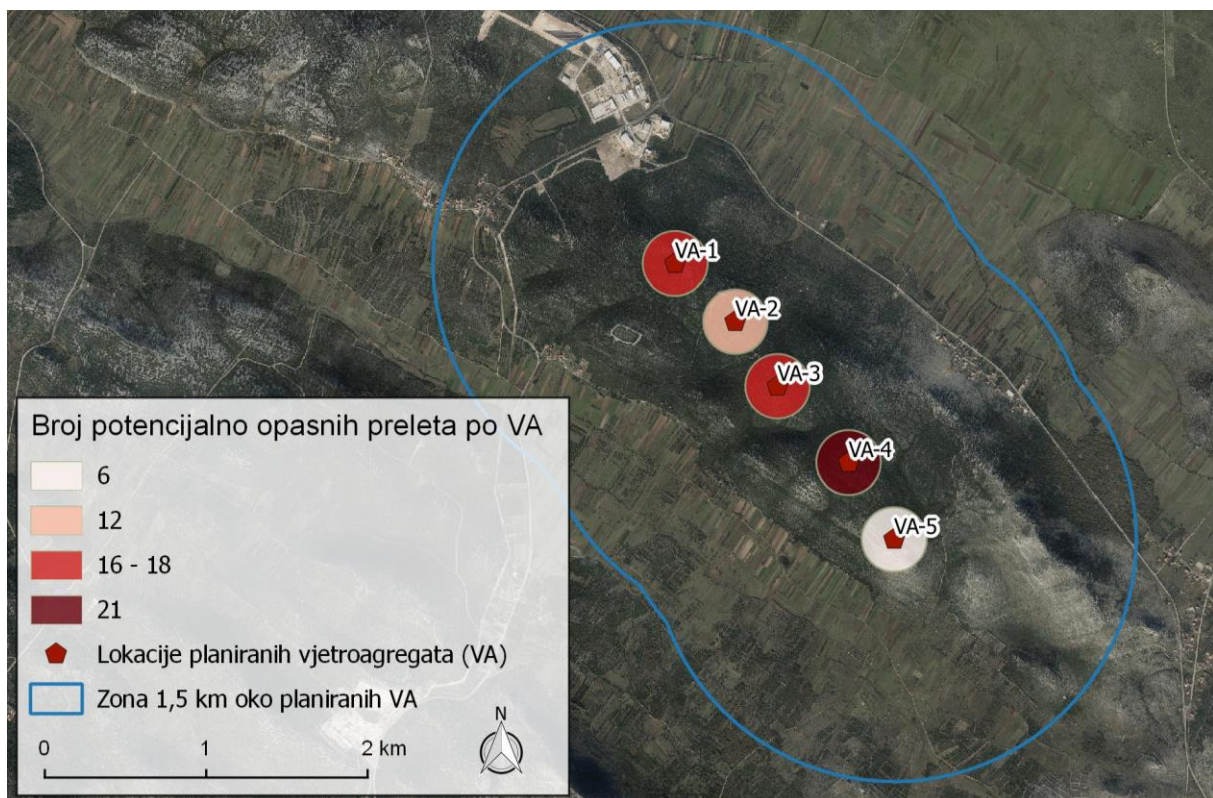 VA-1
VA-2
VA-3
VA-4
VA-5
Broj potencijalno opasnih preleta po VA
6
12
16 - 18
21
Lokacije planiranih vjetroagregata (VA)
Zona 1,5 km oko planiranih VA
N
0 1 2 km